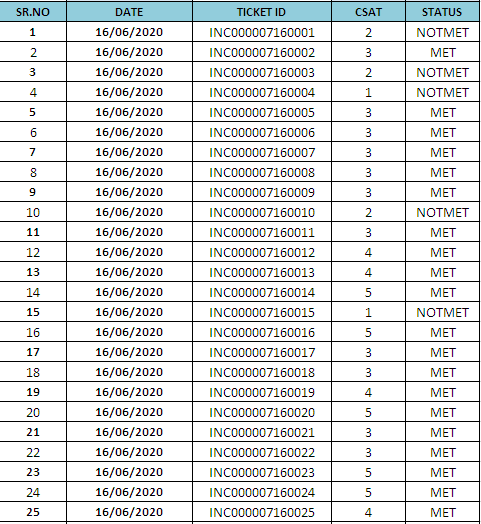 SR.NO DATE TICKET ID CSAT STATUS
1 16/06/2020 INC000007160001 2 NOTMET
2 16/06/2020 INC000007160002 3 MET
3 16/06/2020 INC000007160003 2 NOTMET
4 16/06/2020 INC000007160004 1 NOTMET
5 16/06/2020 INC000007160005 3 MET
6 16/06/2020 INC000007160006 3 MET
7 16/06/2020 INC000007160007 3 MET
8 16/06/2020 INC000007160008 3 MET
9 16/06/2020 INC000007160009 3 MET
10 16/06/2020 INC000007160010 2 NOTMET
11 16/06/2020 INC000007160011 3 MET
12 16/06/2020 INC000007160012 4 MET
13 16/06/2020 INC000007160013 4 MET
14 16/06/2020 INC000007160014 5 MET
15 16/06/2020 INC000007160015 1 NOTMET
16 16/06/2020 INC000007160016 5 MET
17 16/06/2020 INC000007160017 3 MET
18 16/06/2020 INC000007160018 3 MET
19 16/06/2020 INC000007160019 4 MET
20 16/06/2020 INC000007160020 5 MET
21 16/06/2020 INC000007160021 3 MET
22 16/06/2020 INC000007160022 3 MET
23 16/06/2020 INC000007160023 5 MET
24 16/06/2020 INC000007160024 5 MET
25 16/06/2020 INC000007160025 4 MET